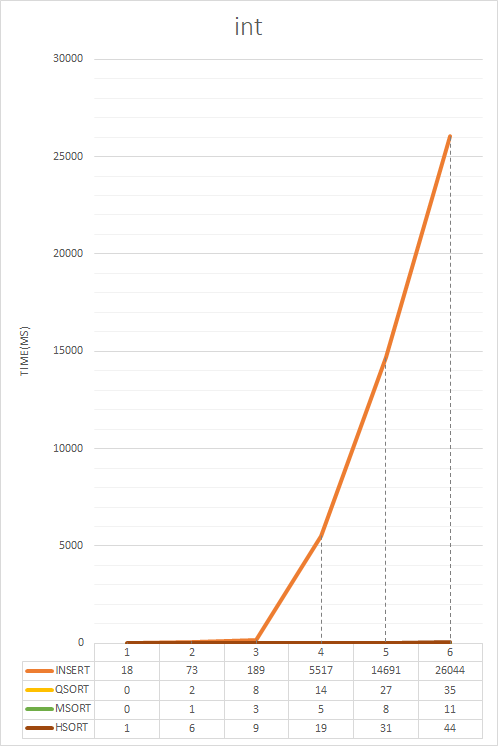 int
30000
25000
20000
15000
10000
5000
0
TIME(MS)
1 2 3 4 5 6
INSERT 18 73 189 5517 14691 26044
QSORT 0 2 8 14 27 35
MSORT 0 1 3 5 8 11
HSORT 1 6 9 19 31 44